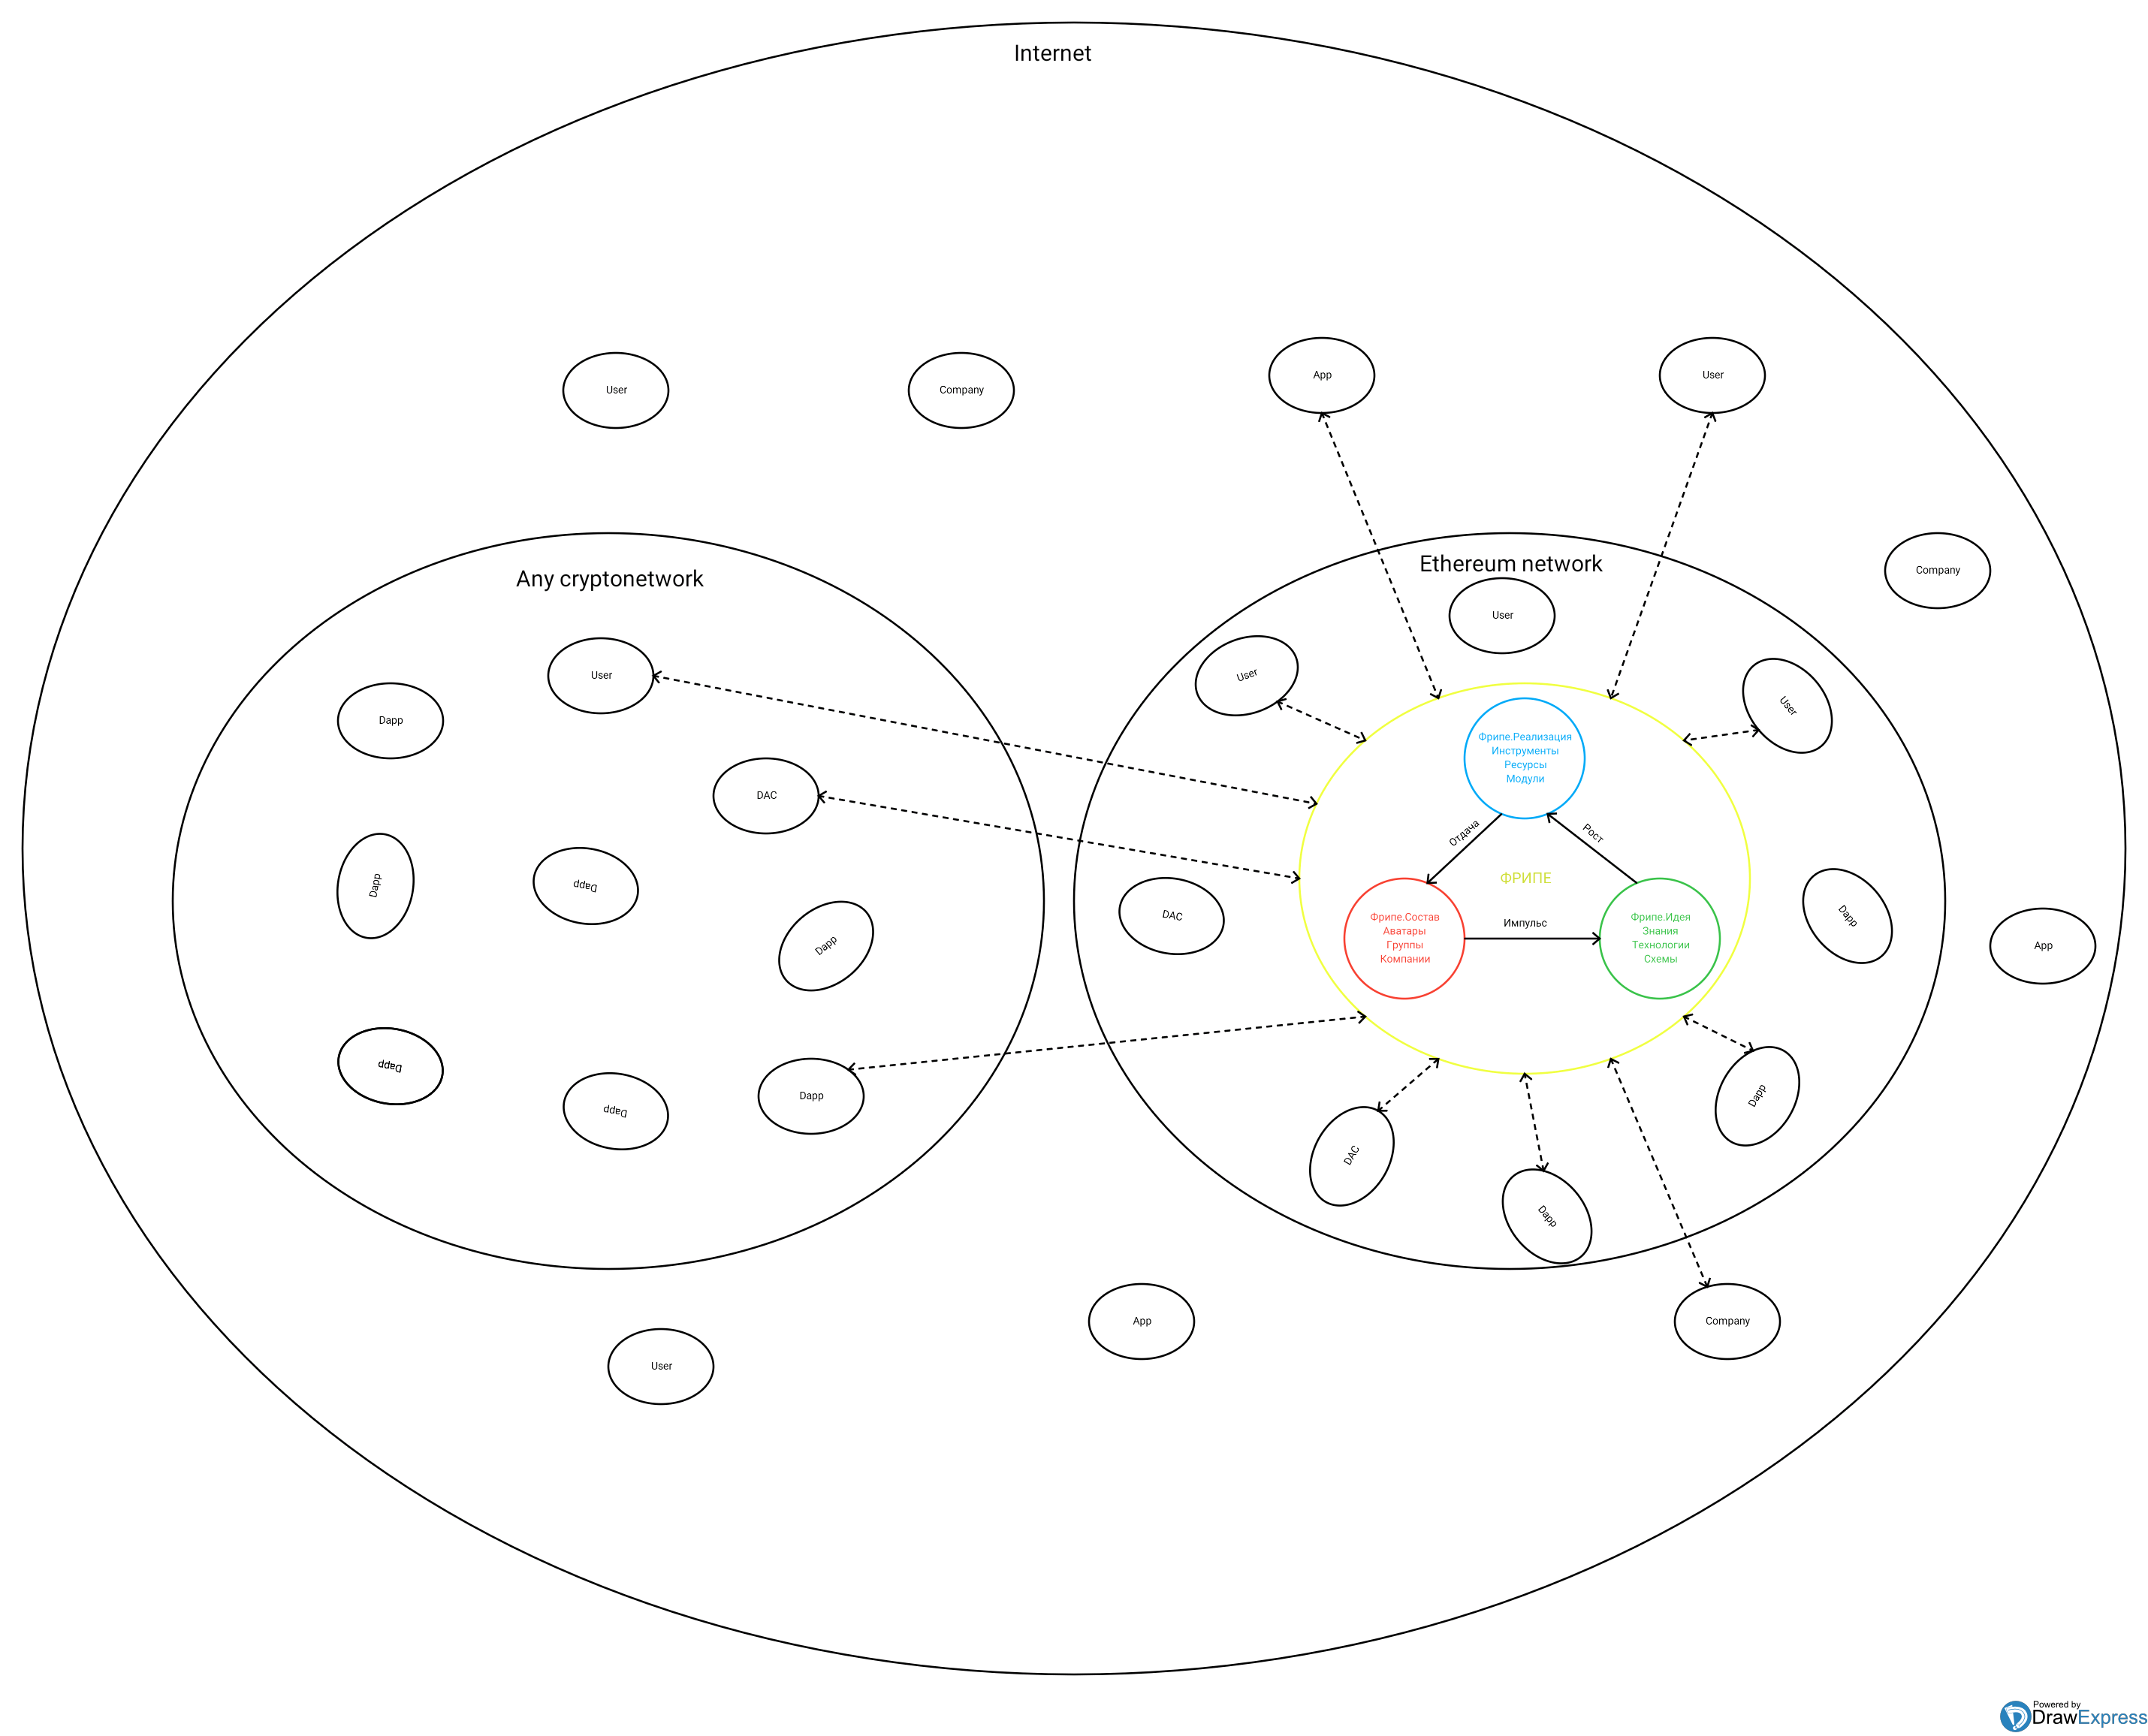 Internet
User
Company
App
User
Company
Any cryptonetwork
User
Dapp
DAC
Dapp
Dapp
Dapp
Dapp
Dapp
Dapp
Ethereum network
User
User
User
Фрипе.Реализация
Инструменты
Ресурсы
Модули
Отдача
Рост
ФРИПЕ
DAC
Фрипе.Состав
Аватары
Группы
Компании
Импульс
Фрипе.Идея
Знания
Технологии
Схемы
Dapp
App
Dapp
DAC
Dapp
App
Company
User
Powered by
DrawExpress